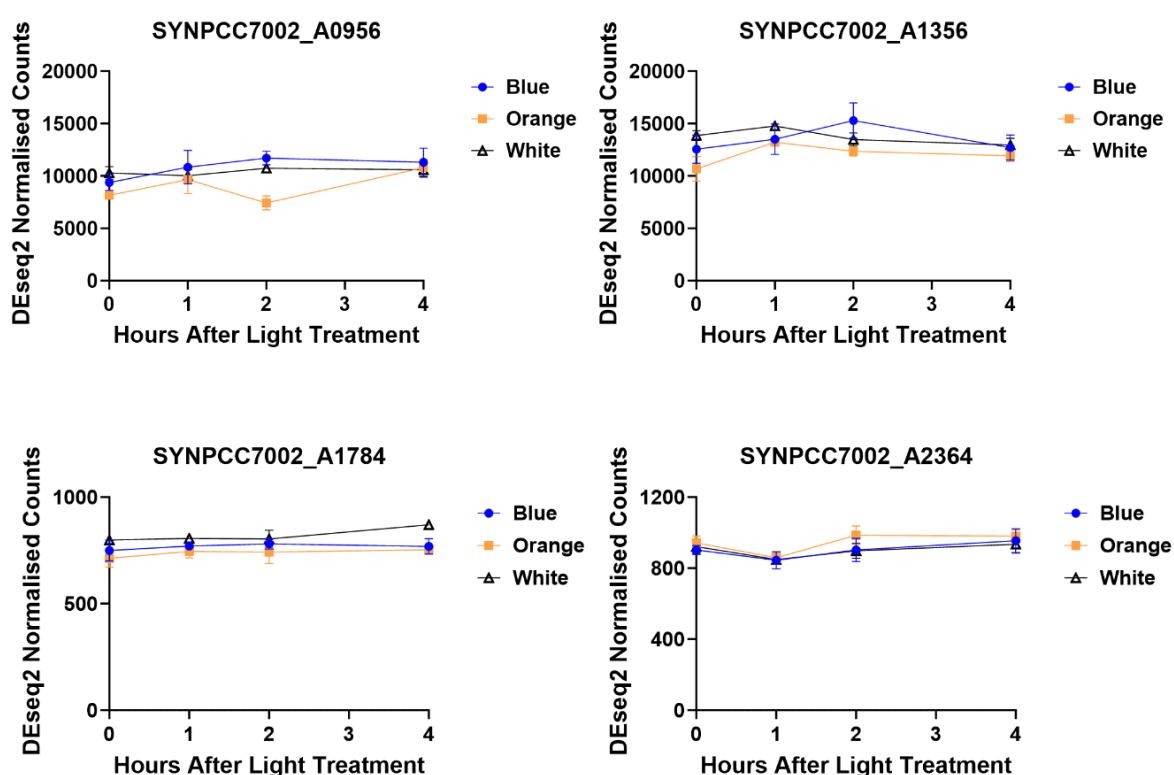 SYNPCC7002_A0956
DEseq2 Normalised Counts
20000
15000
10000
5000
0
0 1 2 3 4
Hours After Light Treatment
Blue
Orange
White
SYNPCC7002_A1356
DEseq2 Normalised Counts
20000
15000
10000
5000
0
0 1 2 3 4
Hours After Light Treatment
Blue
Orange
White
SYNPCC7002_A1784
DEseq2 Normalised Counts
1000
500
0
0 1 2 3 4
Hours After Light Treatment
Blue
Orange
White
SYNPCC7002_A2364
DEseq2 Normalised Counts
1200
800
400
0
0 1 2 3 4
Hours After Light Treatment
Blue
Orange
White